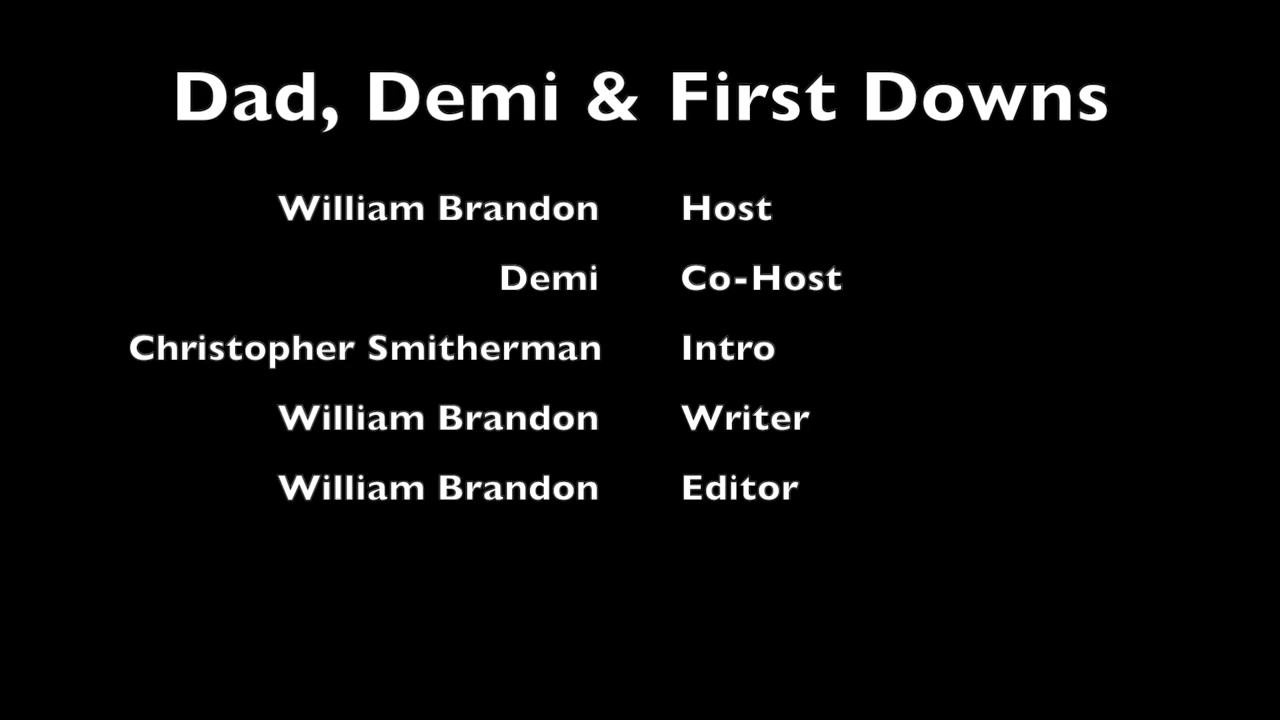 Dad, Demi & First Downs
William Brandon Host
Demi Co-Host
Christopher Smitherman Intro
William Brandon Writer
William Brandon Editor